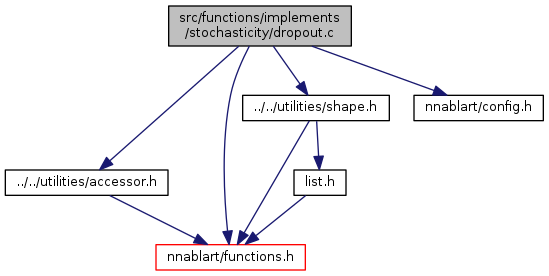 src/functions/implements
/stochasticity/dropout.c
../../utilities/shape.h
nnablart/config.h
../../utilities/accessor.h
list.h
nnablart/functions.h